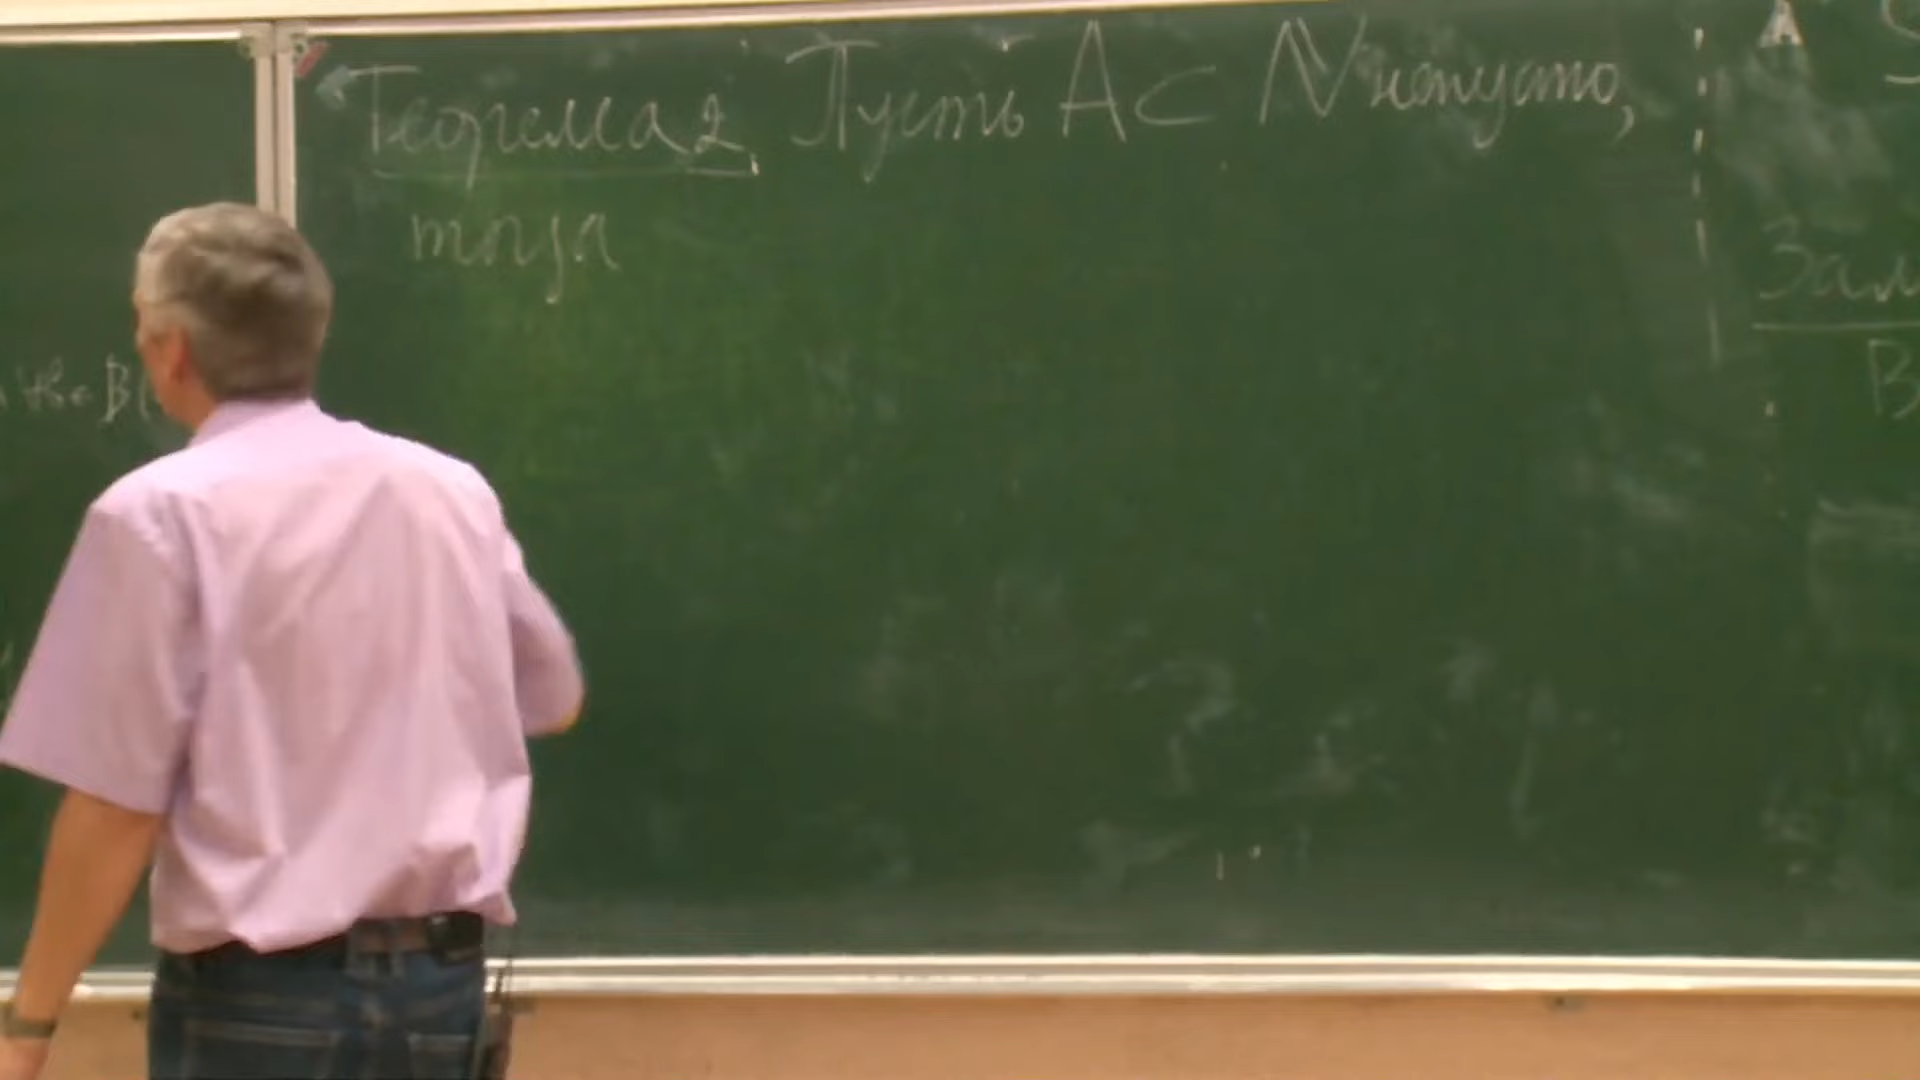 Теорема 2. Пусть A ⊂ N непусто,
тогда
Зам
В